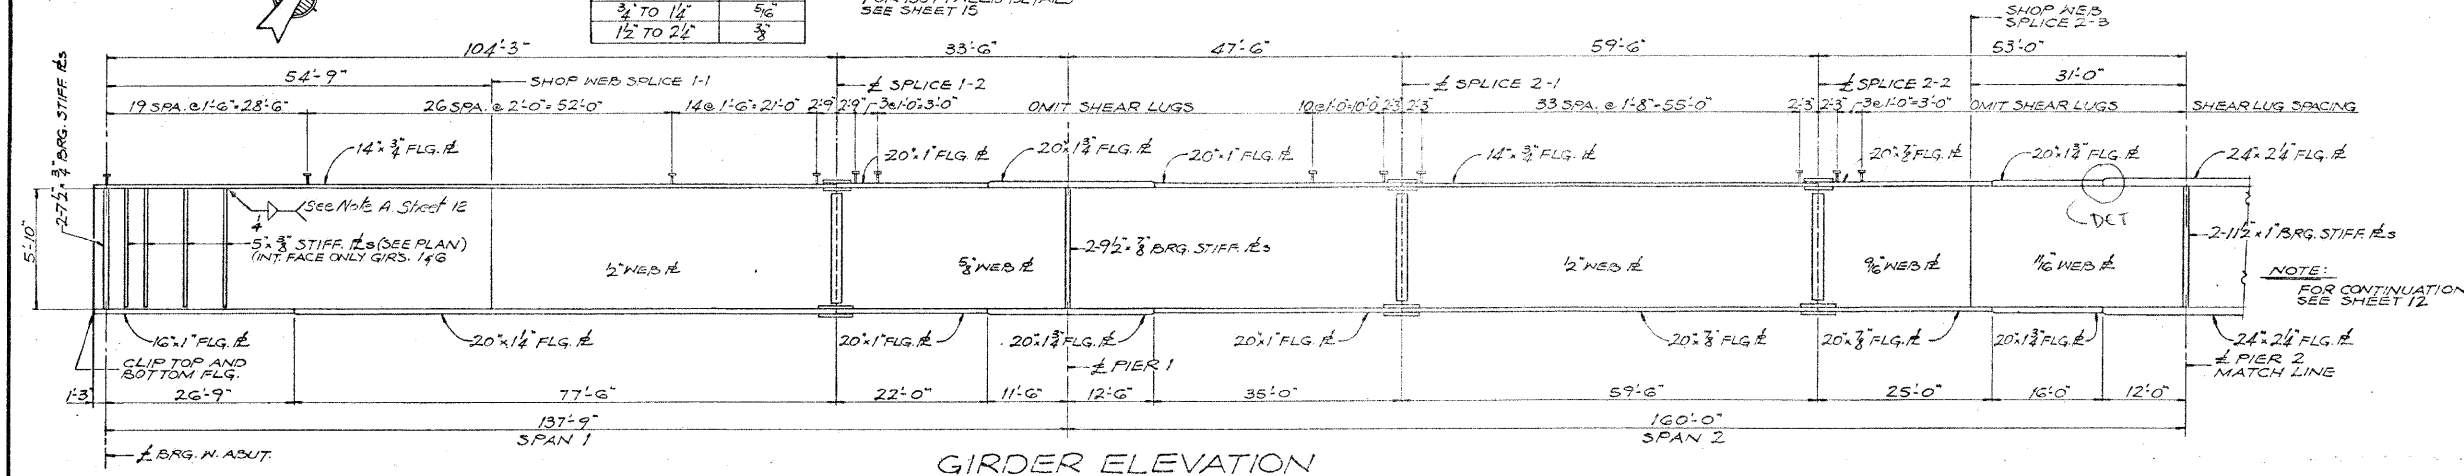 3/4" TO 1 1/4" 5/16"
1 1/2" TO 2 1/4" 3/8"
SEE SHEET 15
SHOP WEB
SPLICE 2-3
104'-3" 33'-6" 47'-6" 59'-6" 53'-0"
54'-9" SHOP WEB SPLICE 1-1 ℄ SPLICE 1-2 ℄ SPLICE 2-1 ℄ SPLICE 2-2 31'-0"
19 SPA. @ 1'-6" = 28'-6" 26 SPA. @ 2'-0" = 52'-0" 14 @ 1'-6" = 21'-0" 2'-9" 2'-9" 3 @ 1'-0" = 3'-0" OMIT SHEAR LUGS 10 @ 1'-0" = 10'-0" 2'-3" 2'-3" 33 SPA. @ 1'-8" = 55'-0" 2'-3" 2'-3" 3 @ 1'-0" = 3'-0" OMIT SHEAR LUGS SHEAR LUG SPACING
2-7 1/2" x 3/4" BRG. STIFF. ℄s
14" x 3/4" FLG. ℄ 20" x 1" FLG. ℄ 20" x 1 3/4" FLG. ℄ 20" x 1" FLG. ℄ 14" x 3/4" FLG. ℄ 20" x 7/8" FLG. ℄ 20" x 1 3/4" FLG. ℄ 24" x 2 1/4" FLG. ℄
5'-10"
1/4 See Note A. Sheet 12
DET
5" x 3/8" STIFF. ℄s (SEE PLAN)
(INT. FACE ONLY GIRS. 1 & 6)
2-9 1/2" x 7/8" BRG. STIFF. ℄s
2-11 1/2" x 1" BRG. STIFF. ℄s
1/2" WEB ℄ 5/8" WEB ℄ 1/2" WEB ℄ 9/16" WEB ℄ 11/16" WEB ℄
NOTE:
FOR CONTINUATION
SEE SHEET 12
16" x 1" FLG. ℄ 20" x 1 1/4" FLG. ℄ 20" x 1" FLG. ℄ 20" x 1 3/4" FLG. ℄ 20" x 1" FLG. ℄ 20" x 7/8" FLG. ℄ 20" x 7/8" FLG. ℄ 20" x 1 3/4" FLG. ℄ 24" x 2 1/4" FLG. ℄
CLIP TOP AND
BOTTOM FLG.
℄ PIER 1
℄ PIER 2
MATCH LINE
1'-3" 26'-9" 77'-6" 22'-0" 11'-6" 12'-6" 35'-0" 59'-6" 25'-0" 16'-0" 12'-0"
137'-9" 160'-0"
SPAN 1 SPAN 2
℄ BRG. W. ABUT.
GIRDER ELEVATION